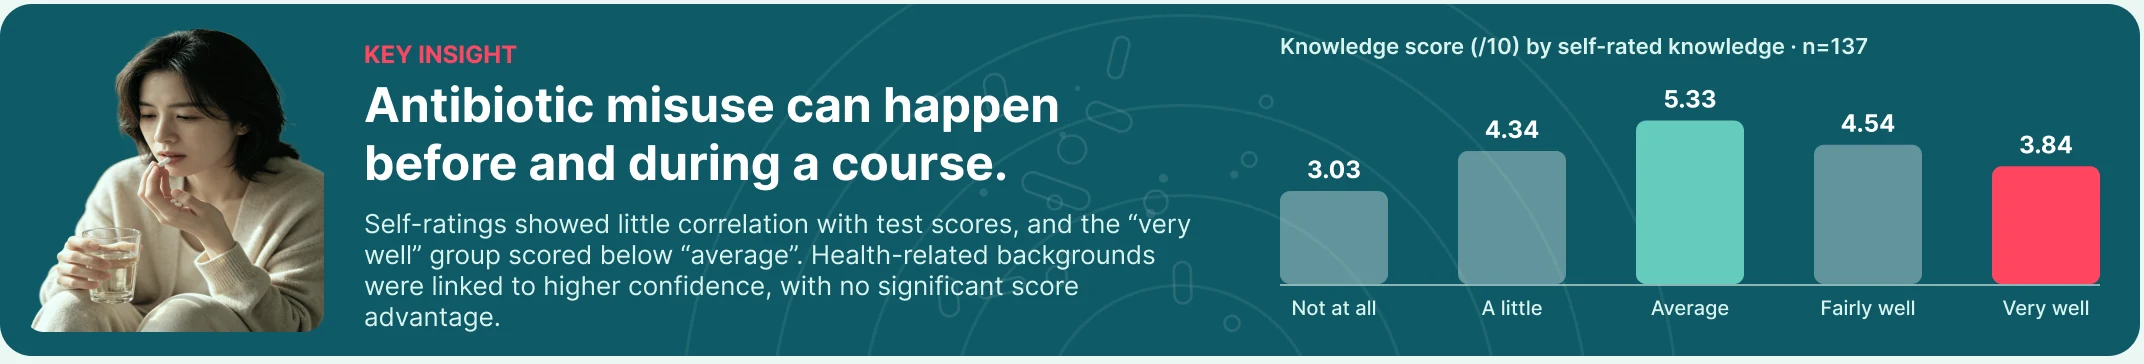 KEY INSIGHT
Antibiotic misuse can happen
before and during a course.
Self-ratings showed little correlation with test scores, and the “very
well” group scored below “average”. Health-related backgrounds
were linked to higher confidence, with no significant score
advantage.
Knowledge score (/10) by self-rated knowledge · n=137
3.03
4.34
5.33
4.54
3.84
Not at all
A little
Average
Fairly well
Very well